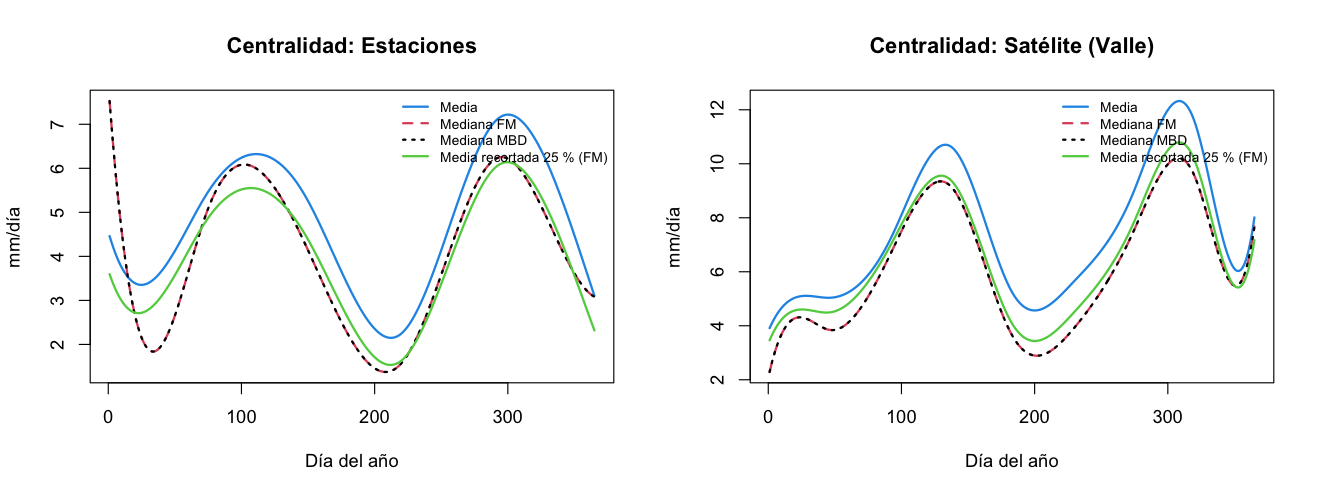 Centralidad: Estaciones
mm/día
7
6
5
4
3
2
Media
Mediana FM
Mediana MBD
Media recortada 25 % (FM)
0 100 200 300
Día del año
Centralidad: Satélite (Valle)
mm/día
12
10
8
6
4
2
Media
Mediana FM
Mediana MBD
Media recortada 25 % (FM)
0 100 200 300
Día del año